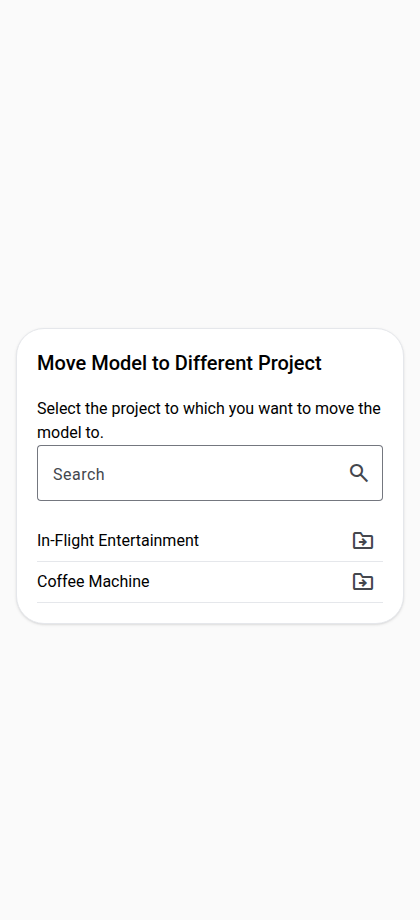 Move Model to Different Project
Select the project to which you want to move the
model to.
Search
In-Flight Entertainment
Coffee Machine